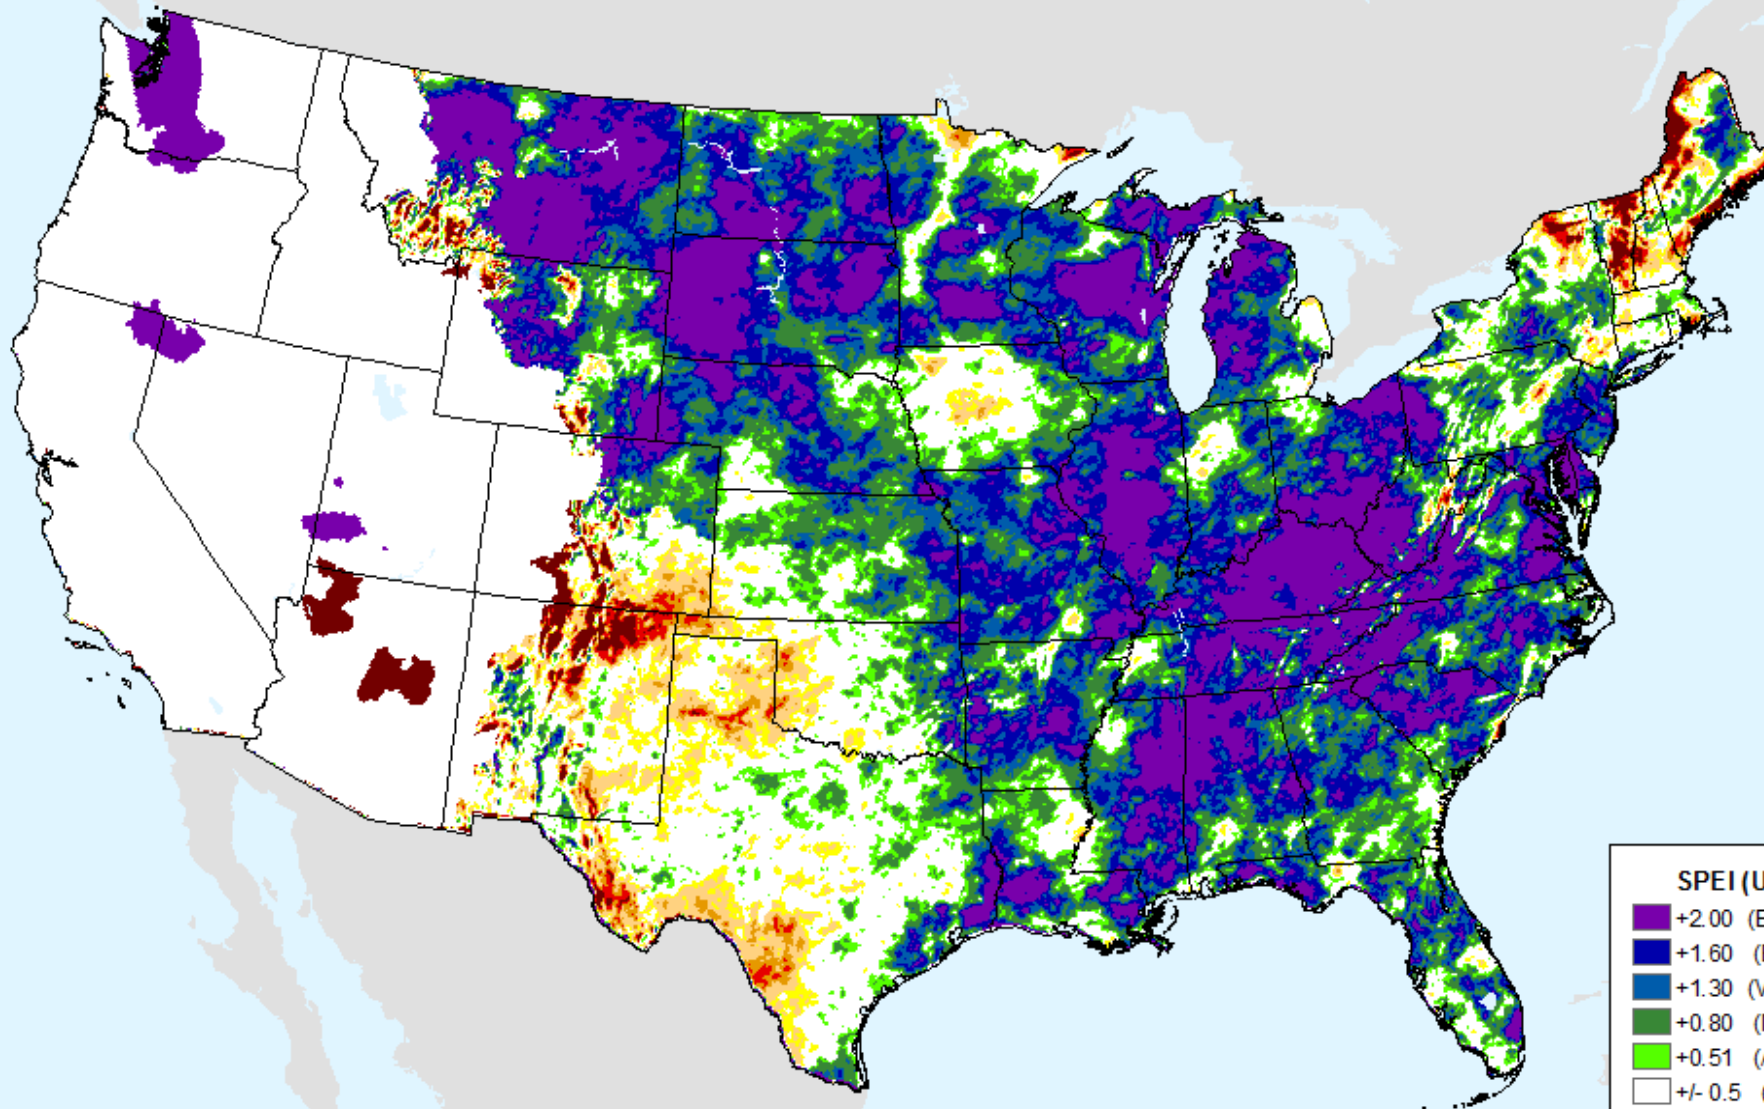 SPEI (U
+2.00 (E
+1.60 (
+1.30 (V
+0.80 (
+0.51 (
+/- 0.5 (